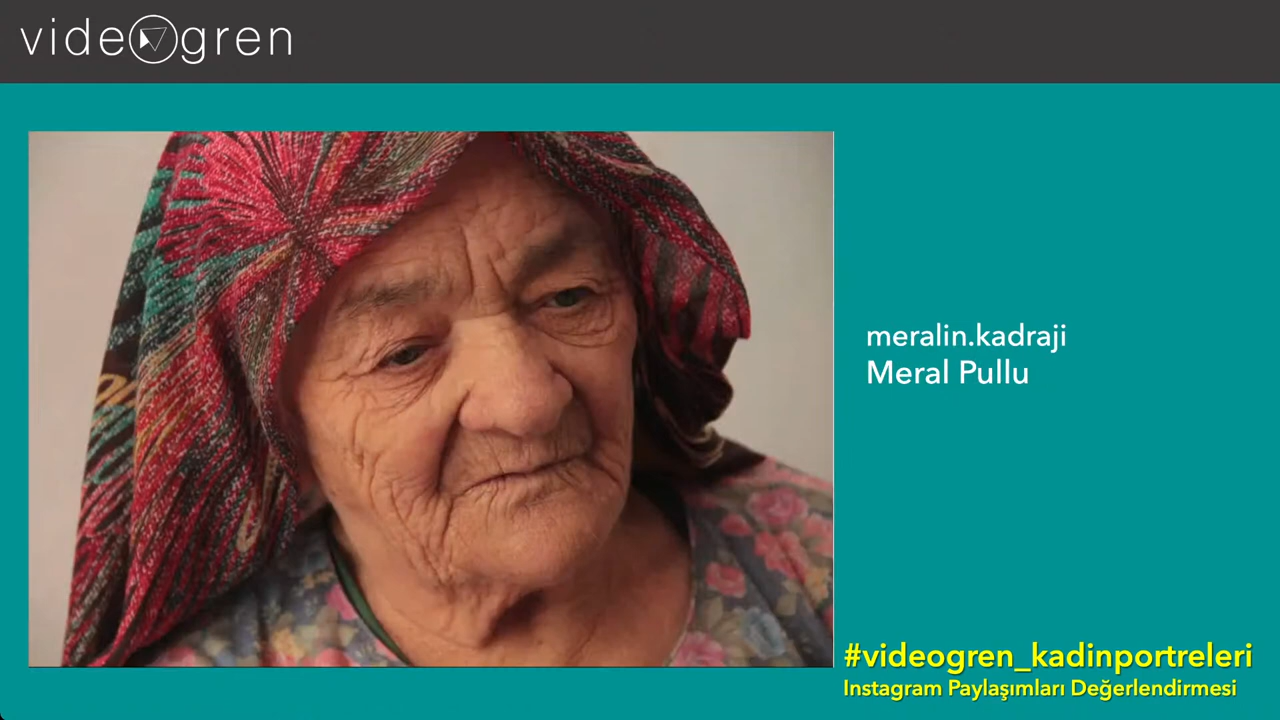 videogren
meralin.kadraji
Meral Pullu
#videogren_kadinportreleri
Instagram Paylaşımları Değerlendirmesi